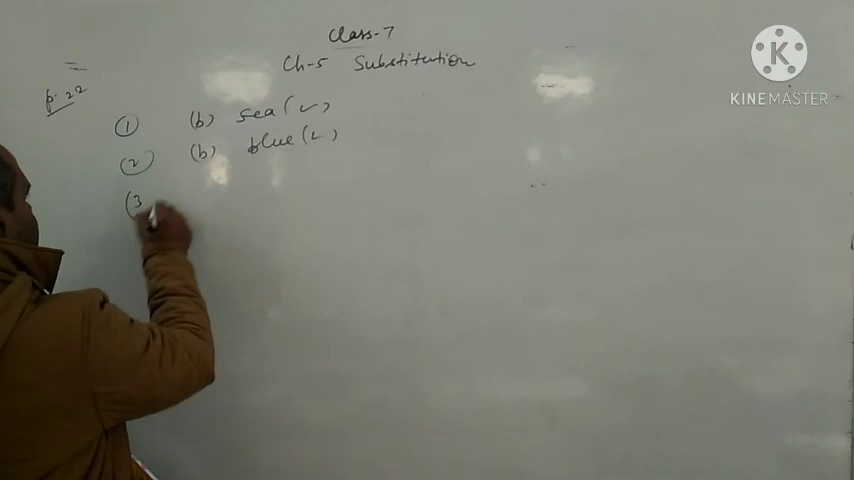 Class-7
Ch-5 Substitution
p. 22
① (b) sea (✓)
② (b) blue (✓)
(3
K
KINEMASTER